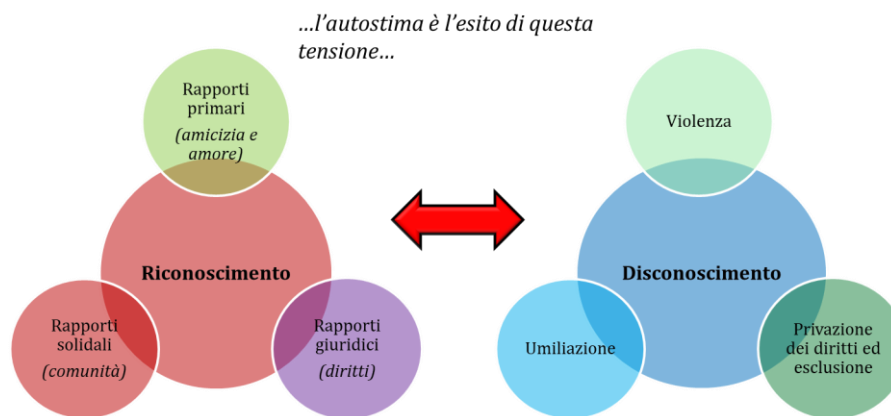 ...l'autostima è l'esito di questa
tensione...
Rapporti
primari
(amicizia e
amore)
Riconoscimento
Rapporti
solidali
(comunità)
Rapporti
giuridici
(diritti)
Violenza
Disconoscimento
Umiliazione
Privazione
dei diritti ed
esclusione